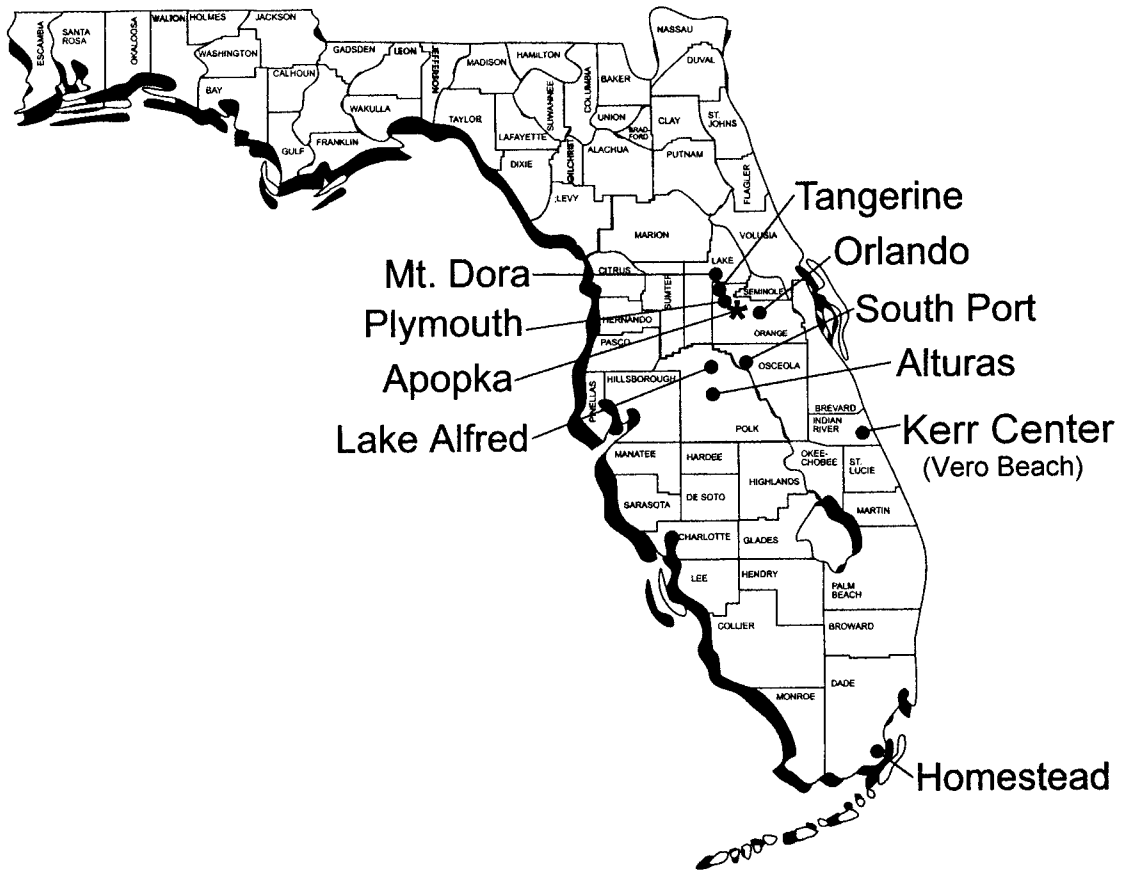 ESCAMBIA
SANTA
ROSA
OKALOOSA
WALTON
HOLMES
JACKSON
WASHINGTON
BAY
CALHOUN
GULF
GADSDEN
LEON
JEFFERSON
WAKULLA
FRANKLIN
MADISON
HAMILTON
TAYLOR
SUWANNEE
LAFAYETTE
COLUMBIA
BAKER
NASSAU
DUVAL
UNION
BRAD-
FORD
CLAY
ST.
JOHNS
DIXIE
GILCHRIST
ALACHUA
PUTNAM
FLAGLER
LEVY
MARION
VOLUSIA
Tangerine
Orlando
Mt. Dora
CITRUS
SUMTER
LAKE
SEMINOLE
Plymouth
HERNANDO
ORANGE
South Port
PASCO
Apopka
OSCEOLA
Alturas
PINELLAS
HILLSBOROUGH
Lake Alfred
POLK
BREVARD
INDIAN
RIVER
Kerr Center
(Vero Beach)
MANATEE
HARDEE
OKEE-
CHOBEE
ST.
LUCIE
HIGHLANDS
SARASOTA
DE SOTO
MARTIN
CHARLOTTE
GLADES
LEE
HENDRY
PALM
BEACH
COLLIER
BROWARD
MONROE
DADE
Homestead